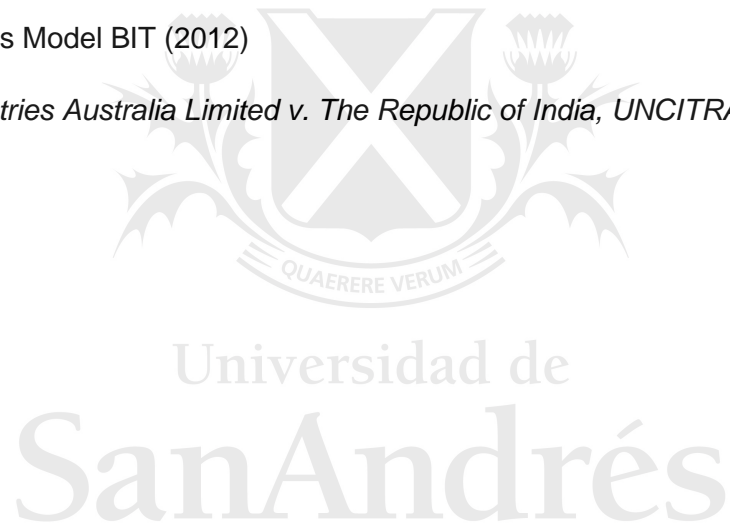 s Model BIT (2012)
tries Australia Limited v. The Republic of India, UNCITRA
QUAERERE VERUM
Universidad de
SanAndrés